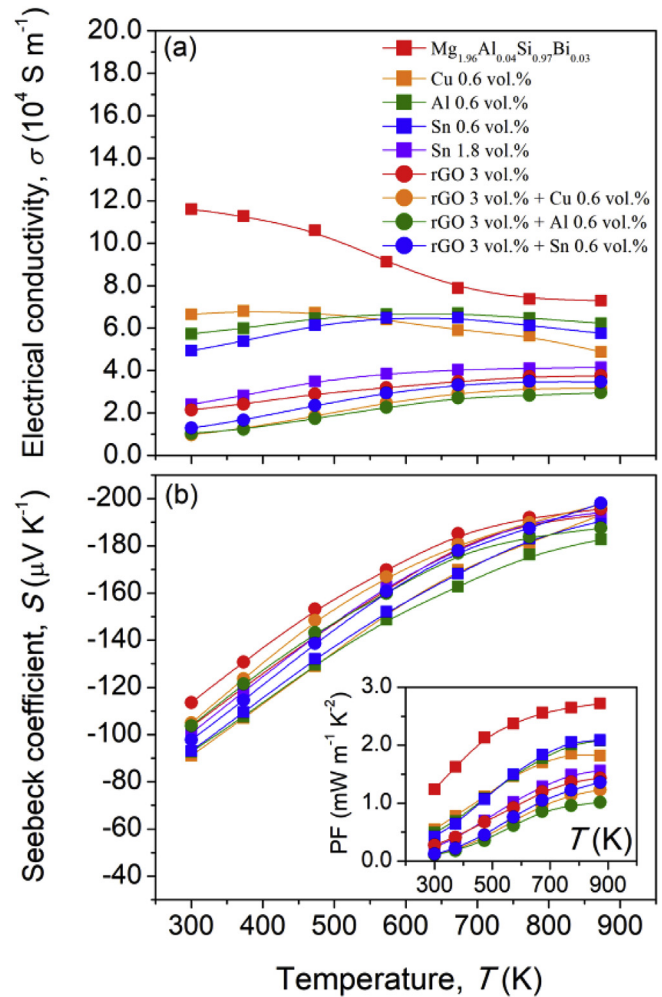 (a)
Electrical conductivity, σ (10⁴ S m⁻¹)
20.0
18.0
16.0
14.0
12.0
10.0
8.0
6.0
4.0
2.0
0.0
Mg₁.₉₆Al₀.₀₄Si₀.₉₇Bi₀.₀₃
Cu 0.6 vol.%
Al 0.6 vol.%
Sn 0.6 vol.%
Sn 1.8 vol.%
rGO 3 vol.%
rGO 3 vol.% + Cu 0.6 vol.%
rGO 3 vol.% + Al 0.6 vol.%
rGO 3 vol.% + Sn 0.6 vol.%
(b)
Seebeck coefficient, S (μV K⁻¹)
-200
-180
-160
-140
-120
-100
-80
-60
-40
PF (mW m⁻¹ K⁻²)
3.0
2.0
1.0
0.0
T (K)
300 500 700 900
300 400 500 600 700 800 900
Temperature, T (K)